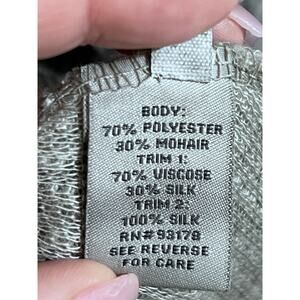 BODY:
70% POLYESTER
30% MOHAIR
TRIM 1:
70% VISCOSE
30% SILK
TRIM 2:
100% SILK
RN#93178
SEE REVERSE
FOR CARE